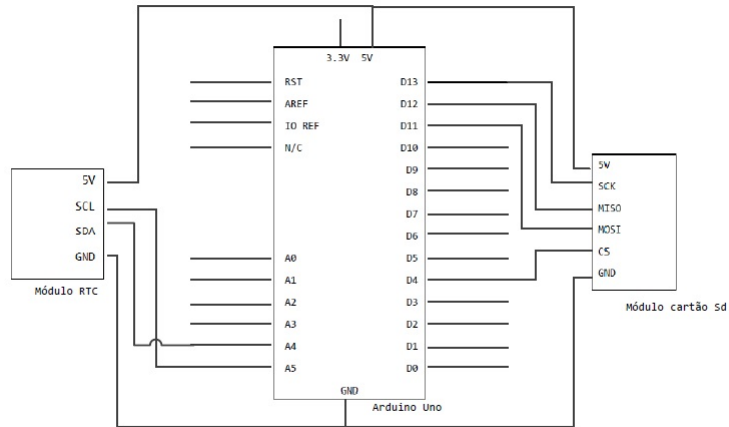 3.3V 5V
RST
AREF
IO REF
N/C
A0
A1
A2
A3
A4
A5
D13
D12
D11
D10
D9
D8
D7
D6
D5
D4
D3
D2
D1
D0
GND
Arduino Uno
5V
SCL
SDA
GND
Módulo RTC
5V
SCK
MISO
MOSI
CS
GND
Módulo cartão Sd